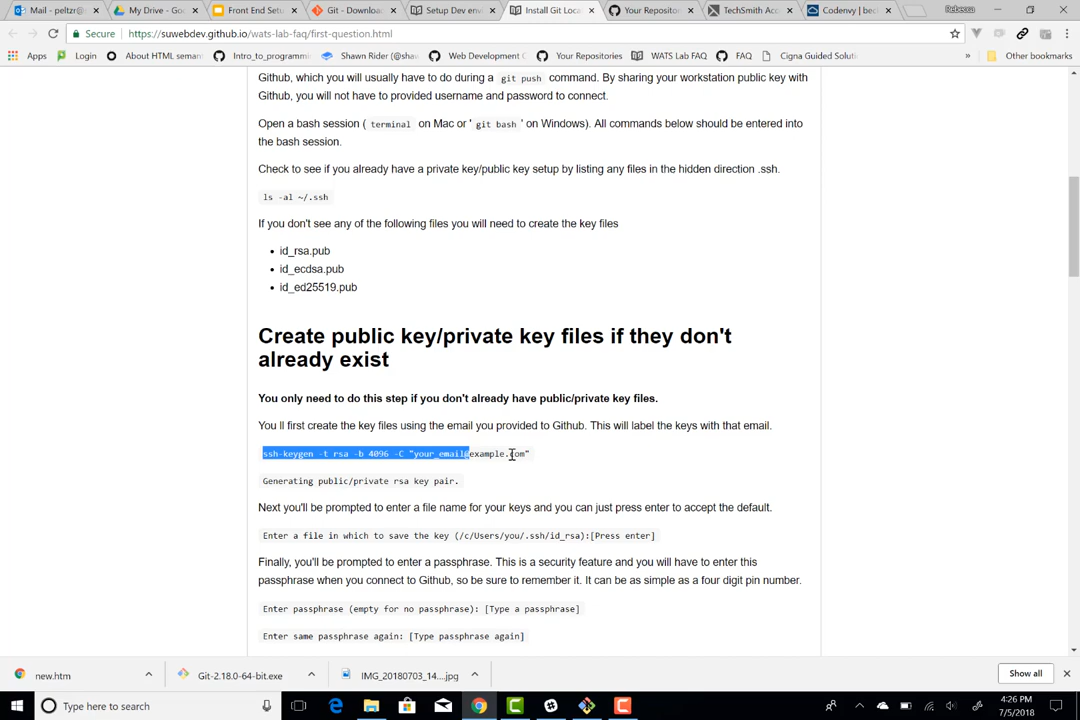 Mail - peltzr@
My Drive - Goo
Front End Setu
Git - Downloa
Setup Dev env
Install Git Loca
Your Reposito
TechSmith Acc
Codenvy | bec
Rebecca
Secure
https://suwebdev.github.io/wats-lab-faq/first-question.html
Apps
Login
About HTML seman
Intro_to_programmi
Shawn Rider (@shaw
Web Development
Your Repositories
WATS Lab FAQ
FAQ
Cigna Guided Solut
»
Other bookmarks
Github, which you will usually have to do during a git push command. By sharing your workstation public key with
Github, you will not have to provided username and password to connect.
Open a bash session ( terminal on Mac or ' git bash ' on Windows). All commands below should be entered into
the bash session.
Check to see if you already have a private key/public key setup by listing any files in the hidden direction .ssh.
ls -al ~/.ssh
If you don't see any of the following files you will need to create the key files
• id_rsa.pub
• id_ecdsa.pub
• id_ed25519.pub
Create public key/private key files if they don't
already exist
You only need to do this step if you don't already have public/private key files.
You ll first create the key files using the email you provided to Github. This will label the keys with that email.
ssh-keygen -t rsa -b 4096 -C "your_email@example.com"
Generating public/private rsa key pair.
Next you'll be prompted to enter a file name for your keys and you can just press enter to accept the default.
Enter a file in which to save the key (/c/Users/you/.ssh/id_rsa):[Press enter]
Finally, you'll be prompted to enter a passphrase. This is a security feature and you will have to enter this
passphrase when you connect to Github, so be sure to remember it. It can be as simple as a four digit pin number.
Enter passphrase (empty for no passphrase): [Type a passphrase]
Enter same passphrase again: [Type passphrase again]
new.htm
Git-2.18.0-64-bit.exe
IMG_20180703_14....jpg
Show all
Type here to search
4:26 PM
7/5/2018